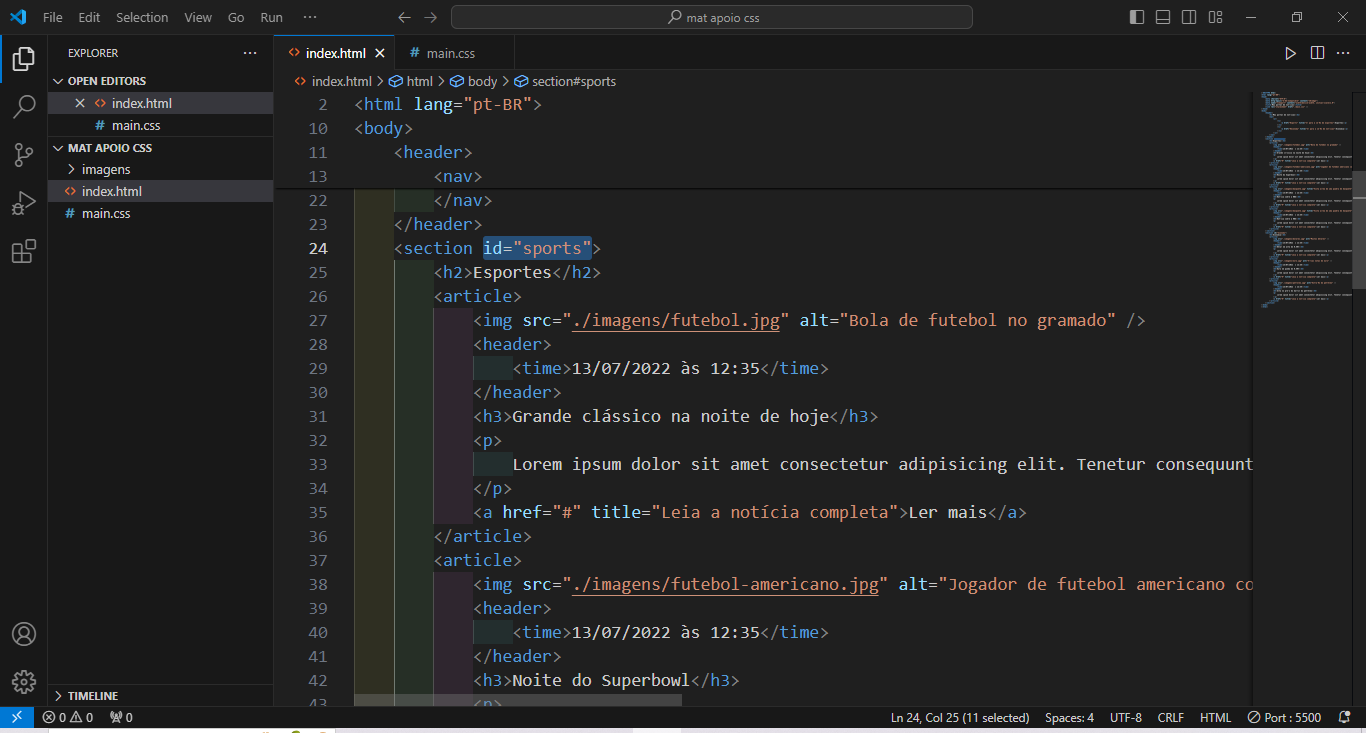 File Edit Selection View Go Run ···
mat apoio css
EXPLORER ···
OPEN EDITORS
index.html
main.css
MAT APOIO CSS
imagens
index.html
main.css
TIMELINE
index.html main.css
index.html > html > body > section#sports
2 <html lang="pt-BR">
10 <body>
11 <header>
13 <nav>
22 </nav>
23 </header>
24 <section id="sports">
25 <h2>Esportes</h2>
26 <article>
27 <img src="./imagens/futebol.jpg" alt="Bola de futebol no gramado" />
28 <header>
29 <time>13/07/2022 às 12:35</time>
30 </header>
31 <h3>Grande clássico na noite de hoje</h3>
32 <p>
33 Lorem ipsum dolor sit amet consectetur adipisicing elit. Tenetur consequunt
34 </p>
35 <a href="#" title="Leia a notícia completa">Ler mais</a>
36 </article>
37 <article>
38 <img src="./imagens/futebol-americano.jpg" alt="Jogador de futebol americano co
39 <header>
40 <time>13/07/2022 às 12:35</time>
41 </header>
42 <h3>Noite do Superbowl</h3>
43 <p>
0 0 0 Ln 24, Col 25 (11 selected) Spaces: 4 UTF-8 CRLF HTML Port : 5500